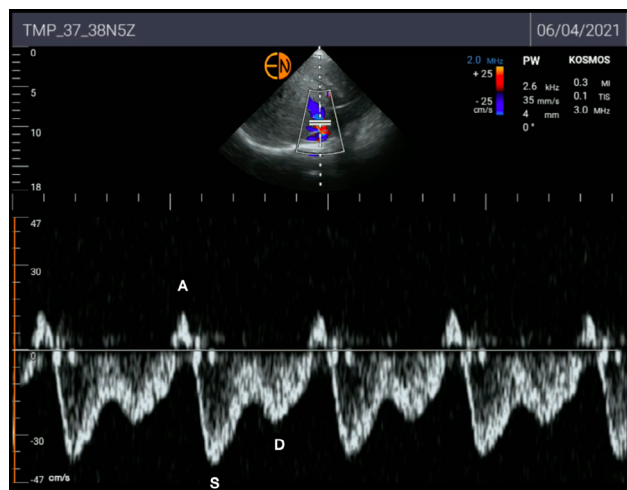 TMP_37_38N5Z 06/04/2021
0
5
10
18
EN
2.0 MHz
+ 25
- 25
cm/s
PW KOSMOS
2.6 kHz
35 mm/s
4 mm
0°
0.3 MI
0.1 TIS
3.0 MHz
47
30
A
0
D
-30
S
-47 cm/s